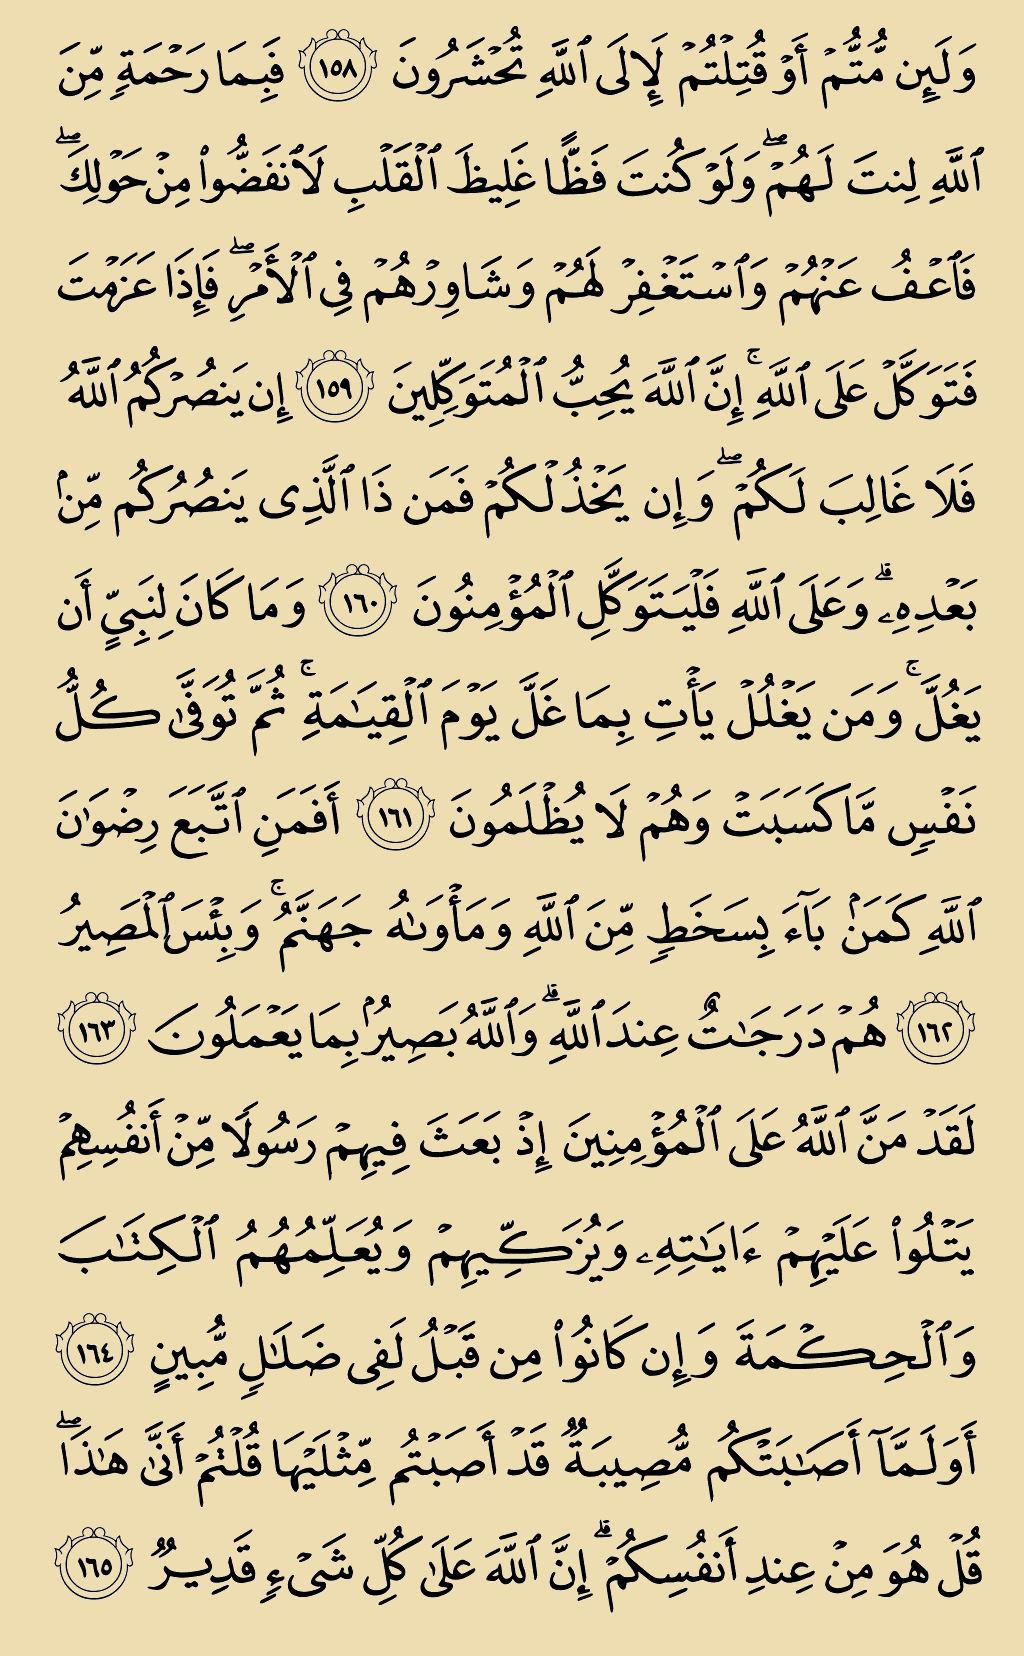 وَلَئِن مُّتُّمْ أَوْ قُتِلْتُمْ لَإِلَى ٱللَّهِ تُحْشَرُونَ ١٥٨ فَبِمَا رَحْمَةٍ مِّنَ
ٱللَّهِ لِنتَ لَهُمْۖ وَلَوْ كُنتَ فَظًّا غَلِيظَ ٱلْقَلْبِ لَٱنفَضُّوا۟ مِنْ حَوْلِكَۖ
فَٱعْفُ عَنْهُمْ وَٱسْتَغْفِرْ لَهُمْ وَشَاوِرْهُمْ فِى ٱلْأَمْرِۖ فَإِذَا عَزَمْتَ
فَتَوَكَّلْ عَلَى ٱللَّهِۚ إِنَّ ٱللَّهَ يُحِبُّ ٱلْمُتَوَكِّلِينَ ١٥٩ إِن يَنصُرْكُمُ ٱللَّهُ
فَلَا غَالِبَ لَكُمْۖ وَإِن يَخْذُلْكُمْ فَمَن ذَا ٱلَّذِى يَنصُرُكُم مِّنۢ
بَعْدِهِۦۗ وَعَلَى ٱللَّهِ فَلْيَتَوَكَّلِ ٱلْمُؤْمِنُونَ ١٦٠ وَمَا كَانَ لِنَبِىٍّ أَن
يَغُلَّۚ وَمَن يَغْلُلْ يَأْتِ بِمَا غَلَّ يَوْمَ ٱلْقِيَٰمَةِۚ ثُمَّ تُوَفَّىٰ كُلُّ
نَفْسٍ مَّا كَسَبَتْ وَهُمْ لَا يُظْلَمُونَ ١٦١ أَفَمَنِ ٱتَّبَعَ رِضْوَٰنَ
ٱللَّهِ كَمَنۢ بَآءَ بِسَخَطٍ مِّنَ ٱللَّهِ وَمَأْوَىٰهُ جَهَنَّمُۚ وَبِئْسَ ٱلْمَصِيرُ
١٦٢ هُمْ دَرَجَٰتٌ عِندَ ٱللَّهِۗ وَٱللَّهُ بَصِيرٌۢ بِمَا يَعْمَلُونَ ١٦٣
لَقَدْ مَنَّ ٱللَّهُ عَلَى ٱلْمُؤْمِنِينَ إِذْ بَعَثَ فِيهِمْ رَسُولًا مِّنْ أَنفُسِهِمْ
يَتْلُوا۟ عَلَيْهِمْ ءَايَٰتِهِۦ وَيُزَكِّيهِمْ وَيُعَلِّمُهُمُ ٱلْكِتَٰبَ
وَٱلْحِكْمَةَ وَإِن كَانُوا۟ مِن قَبْلُ لَفِى ضَلَٰلٍ مُّبِينٍ ١٦٤
أَوَلَمَّآ أَصَٰبَتْكُم مُّصِيبَةٌ قَدْ أَصَبْتُم مِّثْلَيْهَا قُلْتُمْ أَنَّىٰ هَٰذَاۖ
قُلْ هُوَ مِنْ عِندِ أَنفُسِكُمْۗ إِنَّ ٱللَّهَ عَلَىٰ كُلِّ شَىْءٍ قَدِيرٌ ١٦٥